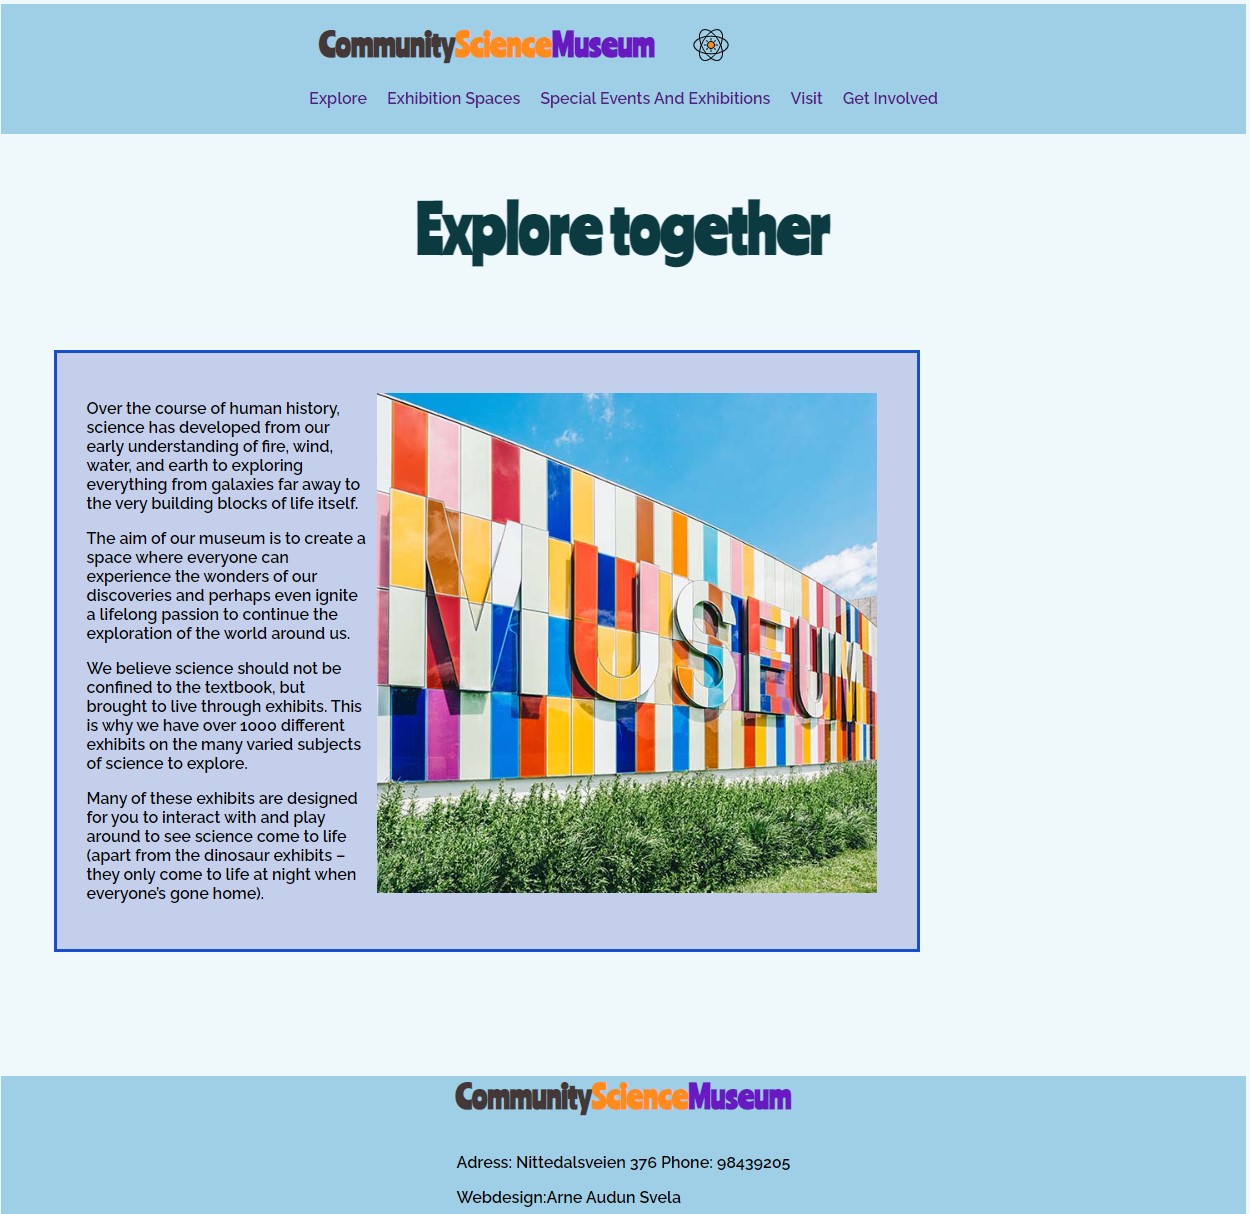 CommunityScienceMuseum
Explore Exhibition Spaces Special Events And Exhibitions Visit Get Involved
Explore together
Over the course of human history,
science has developed from our
early understanding of fire, wind,
water, and earth to exploring
everything from galaxies far away to
the very building blocks of life itself.
The aim of our museum is to create a
space where everyone can
experience the wonders of our
discoveries and perhaps even ignite
a lifelong passion to continue the
exploration of the world around us.
We believe science should not be
confined to the textbook, but
brought to live through exhibits. This
is why we have over 1000 different
exhibits on the many varied subjects
of science to explore.
Many of these exhibits are designed
for you to interact with and play
around to see science come to life
(apart from the dinosaur exhibits –
they only come to life at night when
everyone's gone home).
MUSEUM
CommunityScienceMuseum
Adress: Nittedalsveien 376 Phone: 98439205
Webdesign:Arne Audun Svela